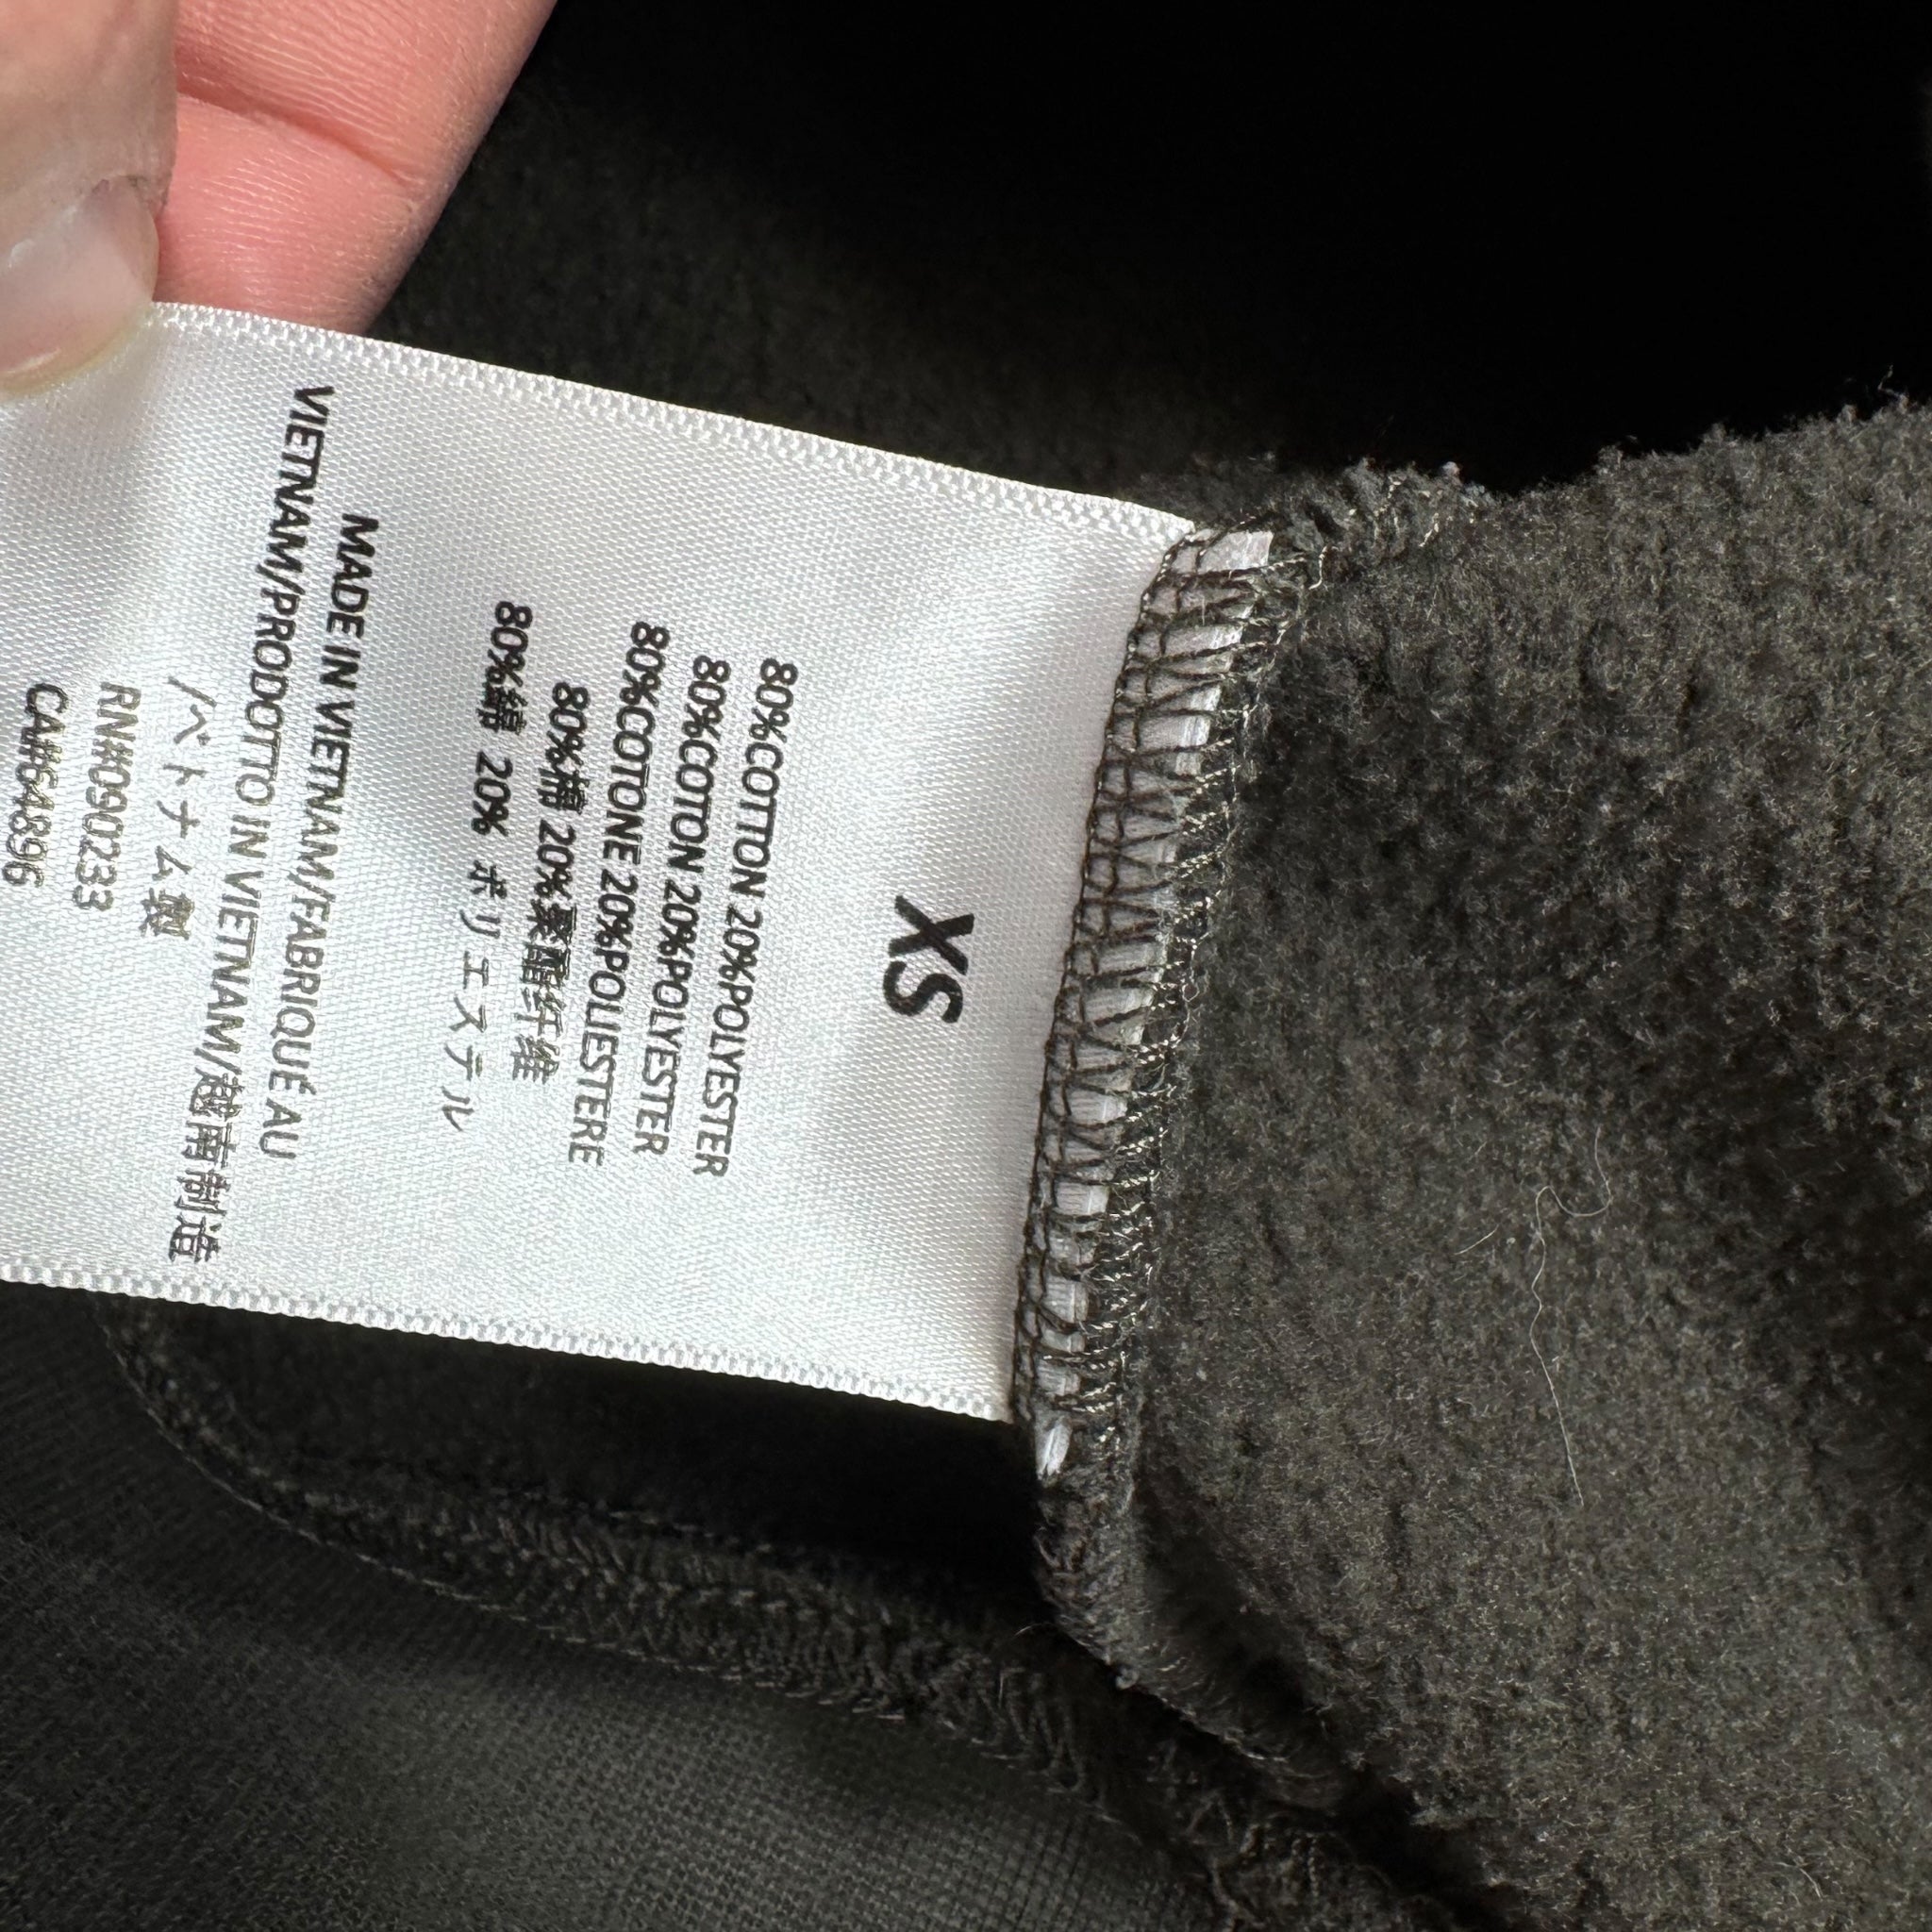 XS
80%COTTON 20%POLYESTER
80%COTON 20%POLYESTER
80%COTONE 20%POLIESTERE
80%棉 20%聚酯纤维
80%綿 20% ポリエステル
MADE IN VIETNAM/FABRIQUÉ AU
VIETNAM/PRODOTTO IN VIETNAM/越南制造
ベトナム製
RN#090233
CA#64896